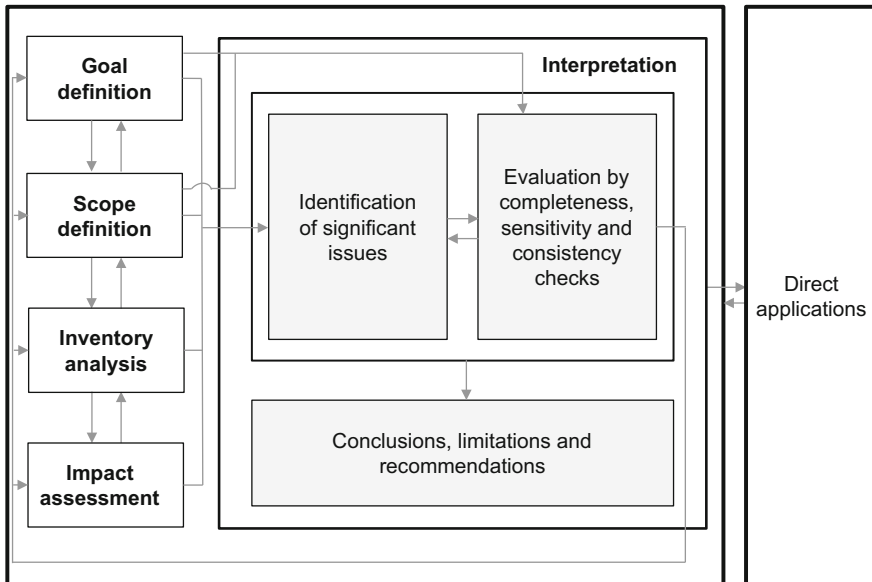 Goal
definition
Scope
definition
Inventory
analysis
Impact
assessment
Interpretation
Identification
of significant
issues
Evaluation by
completeness,
sensitivity and
consistency
checks
Conclusions, limitations and
recommendations
Direct
applications